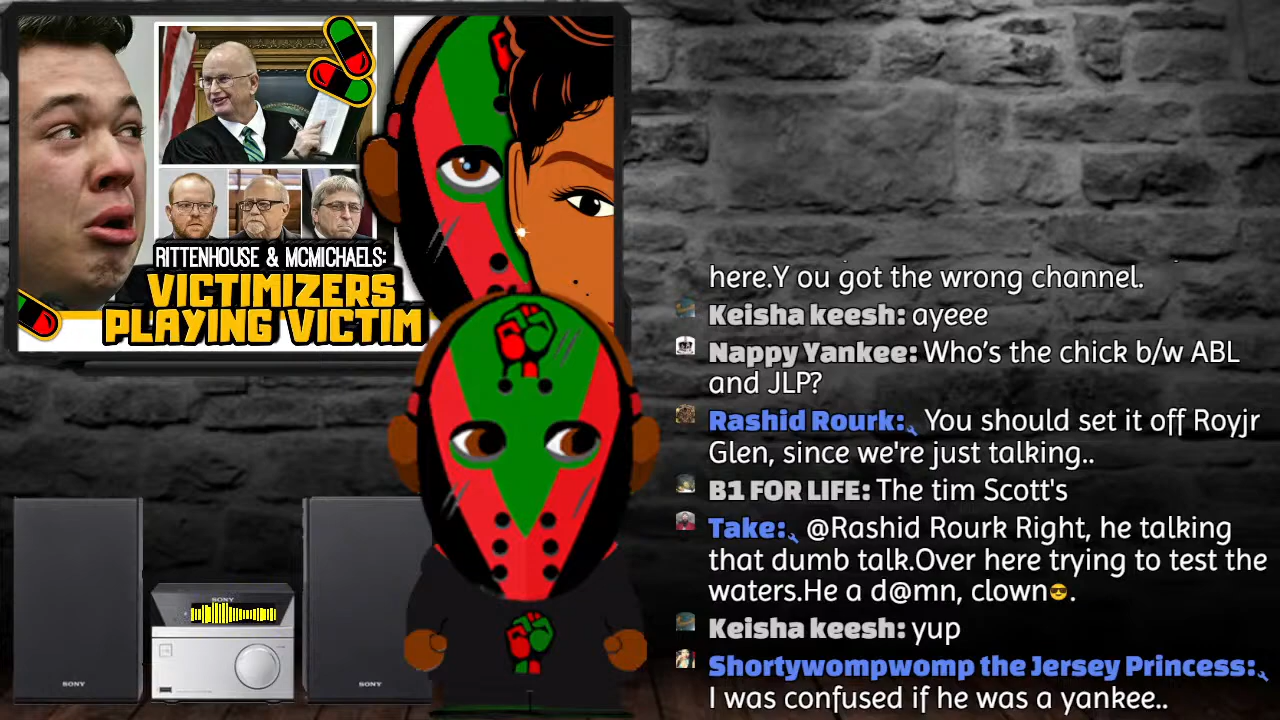 RITTENHOUSE & MCMICHAELS:
VICTIMIZERS
PLAYING VICTIM
here.Y ou got the wrong channel.
Keisha keesh: ayeee
Nappy Yankee: Who's the chick b/w ABL
and JLP?
Rashid Rourk: You should set it off Royjr
Glen, since we're just talking..
B1 FOR LIFE: The tim Scott's
Take: @Rashid Rourk Right, he talking
that dumb talk.Over here trying to test the
waters.He a d@mn, clown😎.
Keisha keesh: yup
Shortywompwomp the Jersey Princess:
I was confused if he was a yankee..
SONY
SONY
SONY